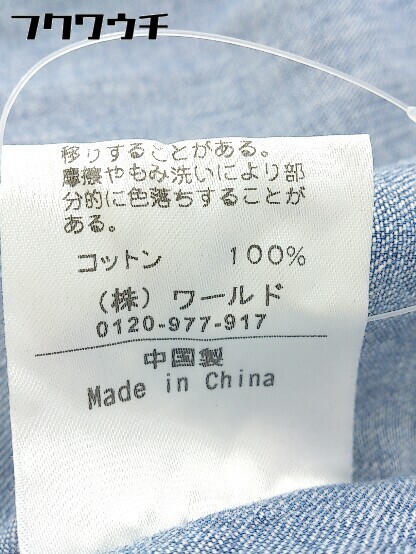 フクワウチ
移りすることがある。
摩擦やもみ洗いにより部
分的に色落ちすることが
ある。
コットン 100%
(株) ワールド
0120-977-917
中国製
Made in China